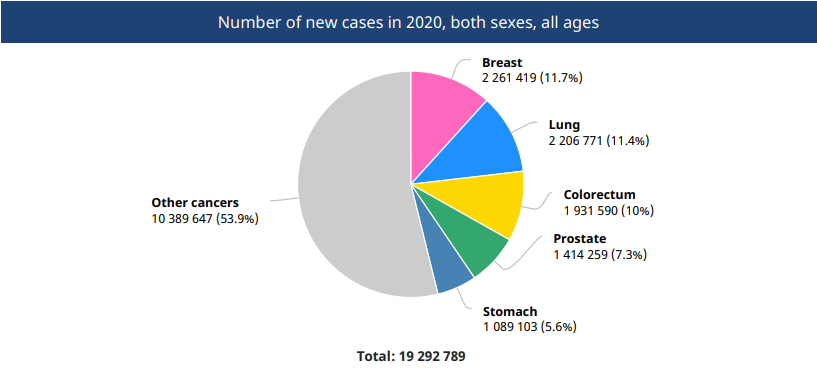 Number of new cases in 2020, both sexes, all ages
Breast
2 261 419 (11.7%)
Lung
2 206 771 (11.4%)
Colorectum
1 931 590 (10%)
Prostate
1 414 259 (7.3%)
Stomach
1 089 103 (5.6%)
Other cancers
10 389 647 (53.9%)
Total: 19 292 789